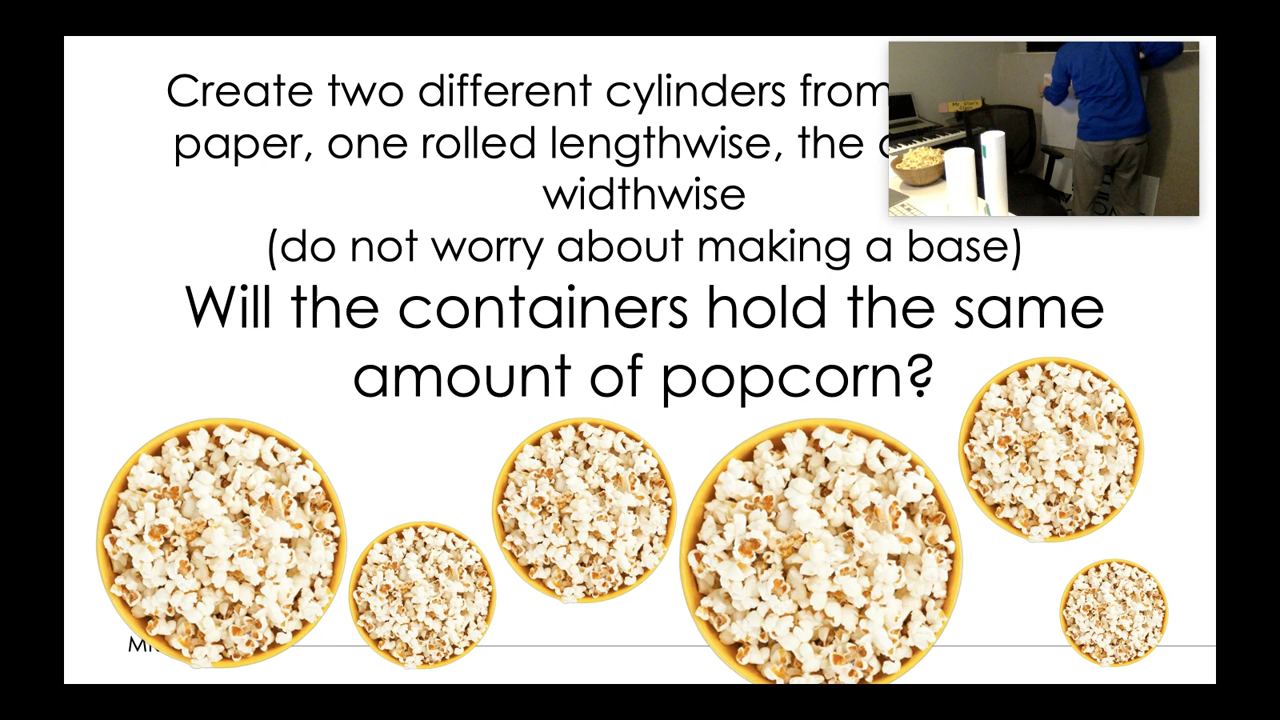 Create two different cylinders from
paper, one rolled lengthwise, the
widthwise
(do not worry about making a base)
Will the containers hold the same
amount of popcorn?